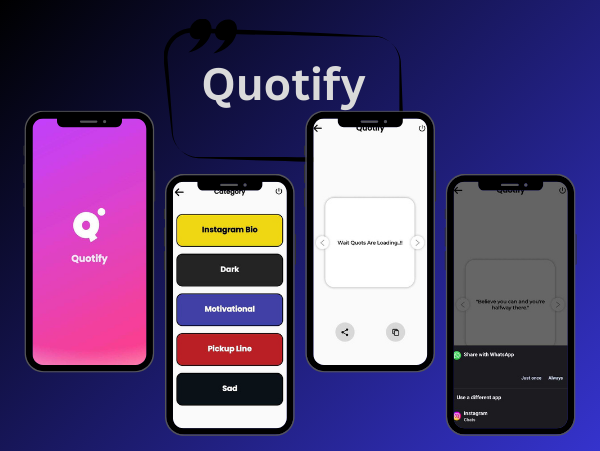 Quotify
Quotify
Category
Instagram Bio
Dark
Motivational
Pickup Line
Sad
Quotify
Wait Quots Are Loading..!!
Quotify
"Believe you can and you're
halfway there."
Share with WhatsApp
Just once Always
Use a different app
Instagram
Chats